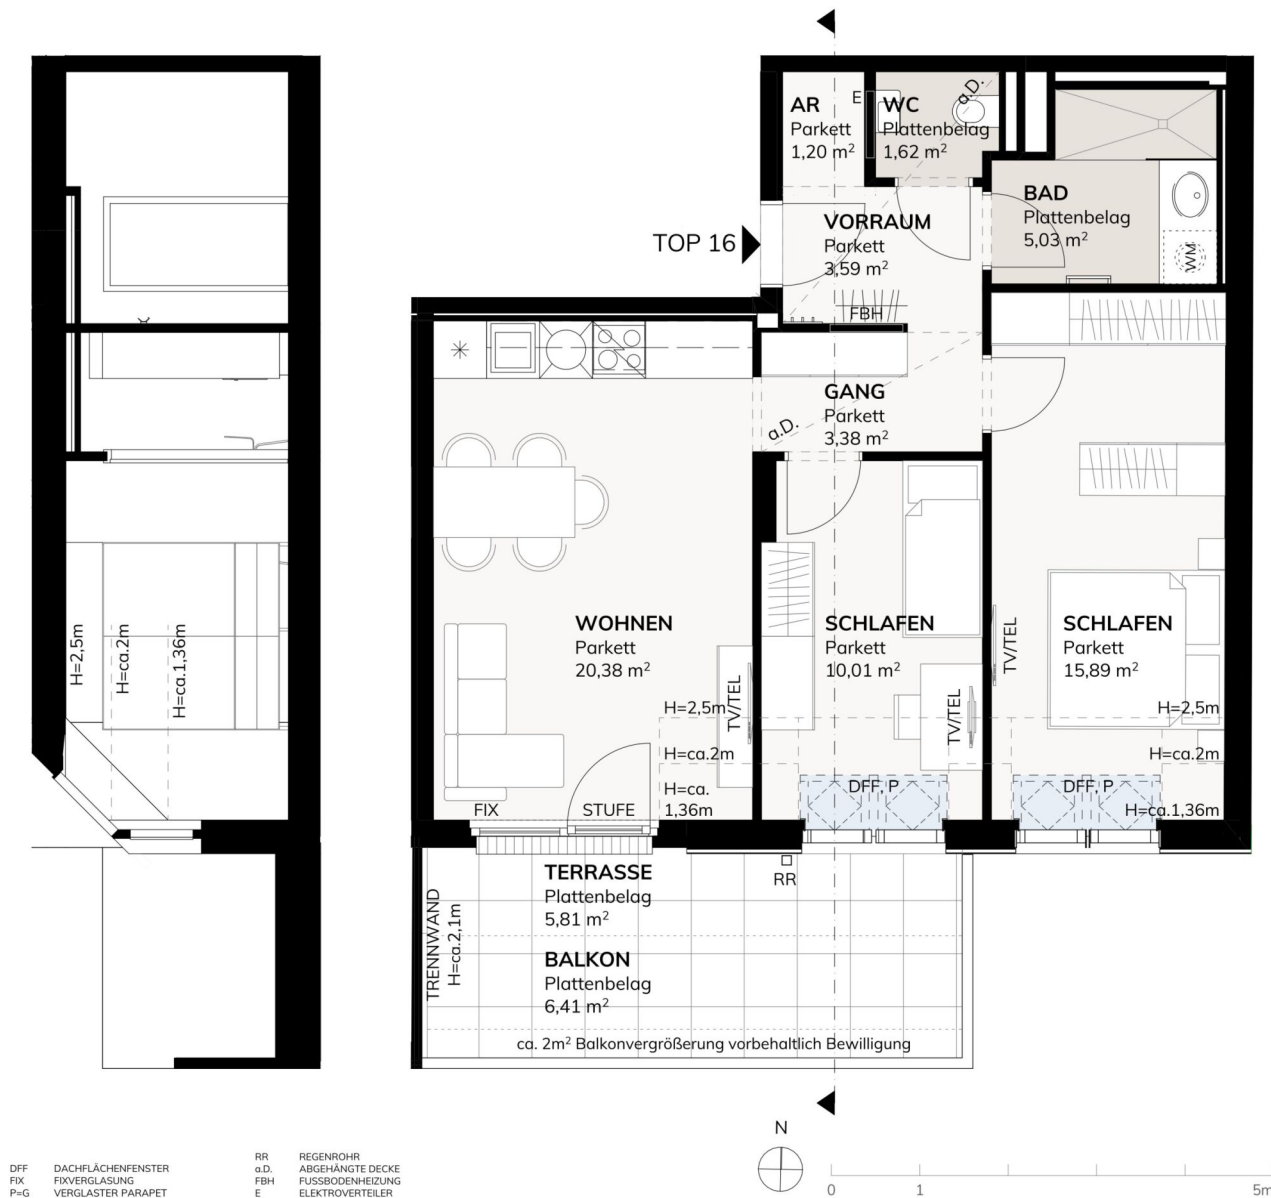 AR
Parkett
1,20 m²
E
WC
Plattenbelag
1,62 m²
a.D.
BAD
Plattenbelag
5,03 m²
WM
TOP 16
VORRAUM
Parkett
3,59 m²
FBH
GANG
Parkett
3,38 m²
a.D.
H=2,5m
H=ca.2m
H=ca.1,36m
WOHNEN
Parkett
20,38 m²
TV/TEL
H=2,5m
H=ca.2m
H=ca.
1,36m
FIX
STUFE
SCHLAFEN
Parkett
10,01 m²
TV/TEL
DFF, P
SCHLAFEN
Parkett
15,89 m²
TV/TEL
H=2,5m
H=ca.2m
DFF, P
H=ca.1,36m
TERRASSE
Plattenbelag
5,81 m²
RR
TRENNWAND
H=ca.2,1m
BALKON
Plattenbelag
6,41 m²
ca. 2m² Balkonvergrößerung vorbehaltlich Bewilligung
DFF DACHFLÄCHENFENSTER
FIX FIXVERGLASUNG
P=G VERGLASTER PARAPET
RR REGENROHR
a.D. ABGEHÄNGTE DECKE
FBH FUSSBODENHEIZUNG
E ELEKTROVERTEILER
N
0 1 5m